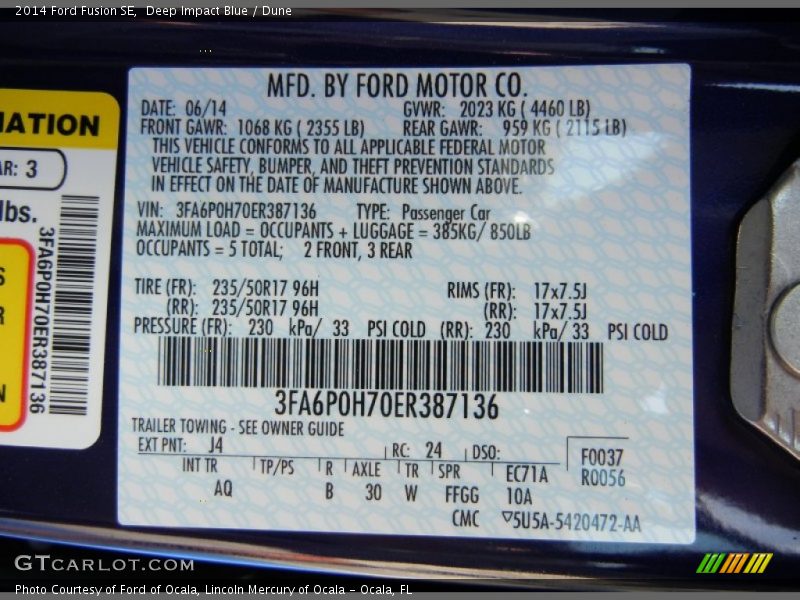 2014 Ford Fusion SE,  Deep Impact Blue / Dune
MATION
AR: 3
lbs.
3FA6P0H70ER387136
S
R
N
MFD. BY FORD MOTOR CO.
DATE: 06/14 GVWR: 2023 KG ( 4460 LB)
FRONT GAWR: 1068 KG ( 2355 LB) REAR GAWR: 959 KG ( 2115 LB)
THIS VEHICLE CONFORMS TO ALL APPLICABLE FEDERAL MOTOR
VEHICLE SAFETY, BUMPER, AND THEFT PREVENTION STANDARDS
IN EFFECT ON THE DATE OF MANUFACTURE SHOWN ABOVE.
VIN: 3FA6P0H70ER387136 TYPE: Passenger Car
MAXIMUM LOAD = OCCUPANTS + LUGGAGE = 385KG/ 850LB
OCCUPANTS = 5 TOTAL; 2 FRONT, 3 REAR
TIRE (FR): 235/50R17 96H RIMS (FR): 17x7.5J
(RR): 235/50R17 96H (RR): 17x7.5J
PRESSURE (FR): 230 kPa/ 33 PSI COLD (RR): 230 kPa/ 33 PSI COLD
3FA6P0H70ER387136
TRAILER TOWING - SEE OWNER GUIDE
EXT PNT: J4 RC: 24 DSO: F0037
INT TR TP/PS R AXLE TR SPR EC71A R0056
AQ B 30 W FFGG 10A
CMC ▽5U5A-5420472-AA
GTCARLOT.COM
Photo Courtesy of Ford of Ocala, Lincoln Mercury of Ocala - Ocala, FL